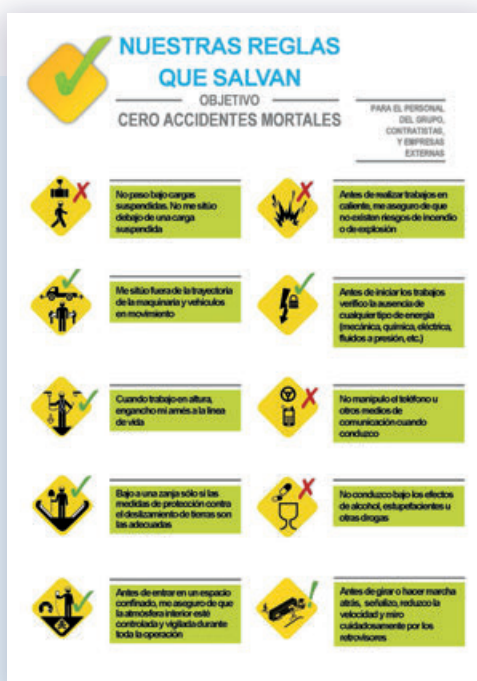 NUESTRAS REGLAS
QUE SALVAN
OBJETIVO
CERO ACCIDENTES MORTALES
PARA EL PERSONAL
DEL GRUPO,
CONTRATISTAS,
Y EMPRESAS
EXTERNAS
No paso bajo cargas
suspendidas. No me sitúo
debajo de una carga
suspendida
Antes de realizar trabajos en
caliente, me aseguro de que
no existen riesgos de incendio
o de explosión
Me sitúo fuera de la trayectoria
de la maquinaria y vehículos
en movimiento
Antes de iniciar los trabajos
verifico la ausencia de
cualquier tipo de energía
(mecánica, química, eléctrica,
fluidos a presión, etc.)
Cuando trabajo en altura,
engancho mi arnés a la línea
de vida
No manipulo el teléfono u
otros medios de
comunicación cuando
conduzco
Bajo a una zanja sólo si las
medidas de protección contra
el deslizamiento de tierras son
las adecuadas
No conduzco bajo los efectos
de alcohol, estupefacientes u
otras drogas
Antes de entrar en un espacio
confinado, me aseguro de que
la atmósfera interior esté
controlada y vigilada durante
toda la operación
Antes de girar o hacer marcha
atrás, señalizo, reduzco la
velocidad y miro
cuidadosamente por los
retrovisores